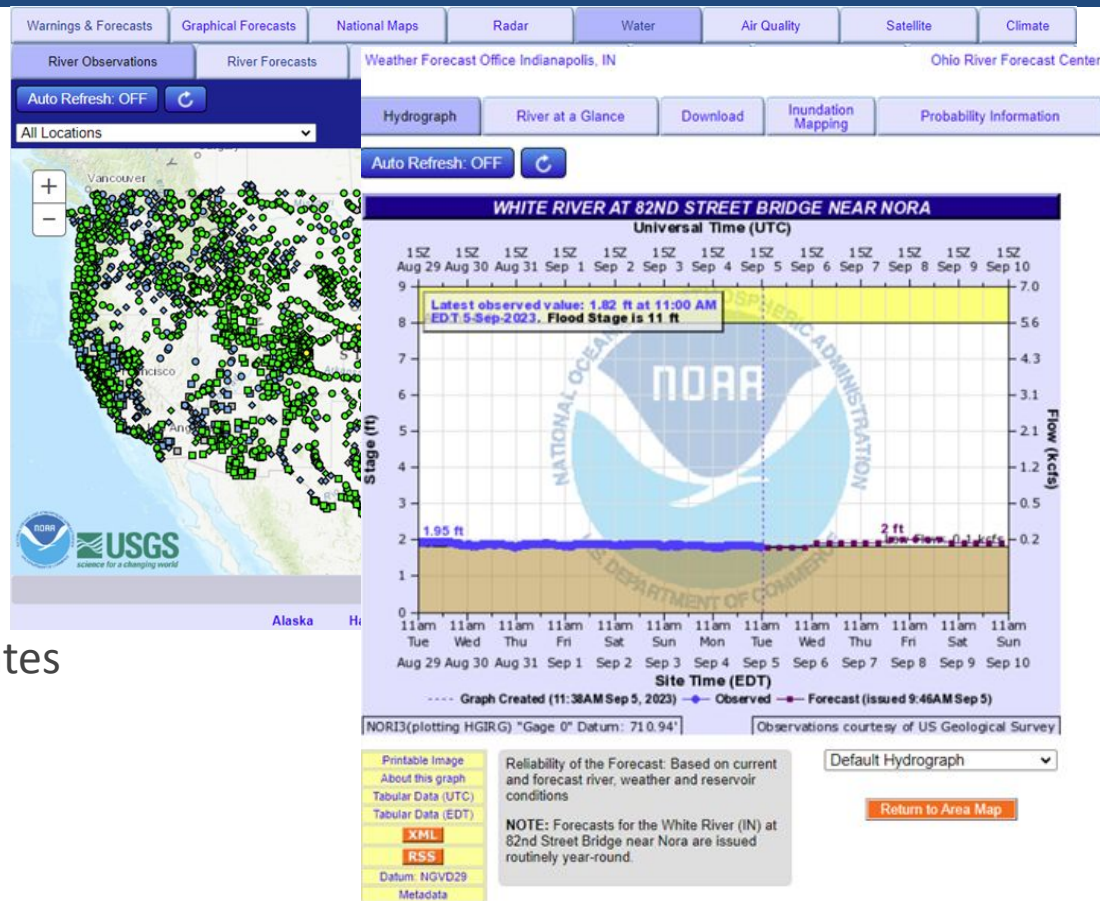 Warnings & Forecasts Graphical Forecasts National Maps Radar Water Air Quality Satellite Climate
River Observations River Forecasts
Auto Refresh: OFF
All Locations
Vancouver
+
−
NOAA
USGS
science for a changing world
Alaska
tes
Weather Forecast Office Indianapolis, IN Ohio River Forecast Center
Hydrograph River at a Glance Download Inundation Mapping Probability Information
Auto Refresh: OFF
WHITE RIVER AT 82ND STREET BRIDGE NEAR NORA
Universal Time (UTC)
15Z 15Z 15Z 15Z 15Z 15Z 15Z 15Z 15Z 15Z 15Z 15Z 15Z
Aug 29 Aug 30 Aug 31 Sep 1 Sep 2 Sep 3 Sep 4 Sep 5 Sep 6 Sep 7 Sep 8 Sep 9 Sep 10
Latest observed value: 1.82 ft at 11:00 AM
EDT 5-Sep-2023. Flood Stage is 11 ft
9 7.0
8 5.6
7 4.3
6 3.1
5 2.1
4 1.2
3 0.5
2 0.2
1
0
Stage (ft)
Flow (kcfs)
NOAA
1.95 ft
2 ft
11am 11am 11am 11am 11am 11am 11am 11am 11am 11am 11am 11am 11am
Tue Wed Thu Fri Sat Sun Mon Tue Wed Thu Fri Sat Sun
Aug 29 Aug 30 Aug 31 Sep 1 Sep 2 Sep 3 Sep 4 Sep 5 Sep 6 Sep 7 Sep 8 Sep 9 Sep 10
Site Time (EDT)
Graph Created (11:38AM Sep 5, 2023) Observed Forecast (issued 9:46AM Sep 5)
NORI3(plotting HGIRG) "Gage 0" Datum: 710.94' Observations courtesy of US Geological Survey
Printable Image
About this graph
Tabular Data (UTC)
Tabular Data (EDT)
XML
RSS
Datum: NGVD29
Metadata
Reliability of the Forecast: Based on current
and forecast river, weather and reservoir
conditions
NOTE: Forecasts for the White River (IN) at
82nd Street Bridge near Nora are issued
routinely year-round.
Default Hydrograph
Return to Area Map